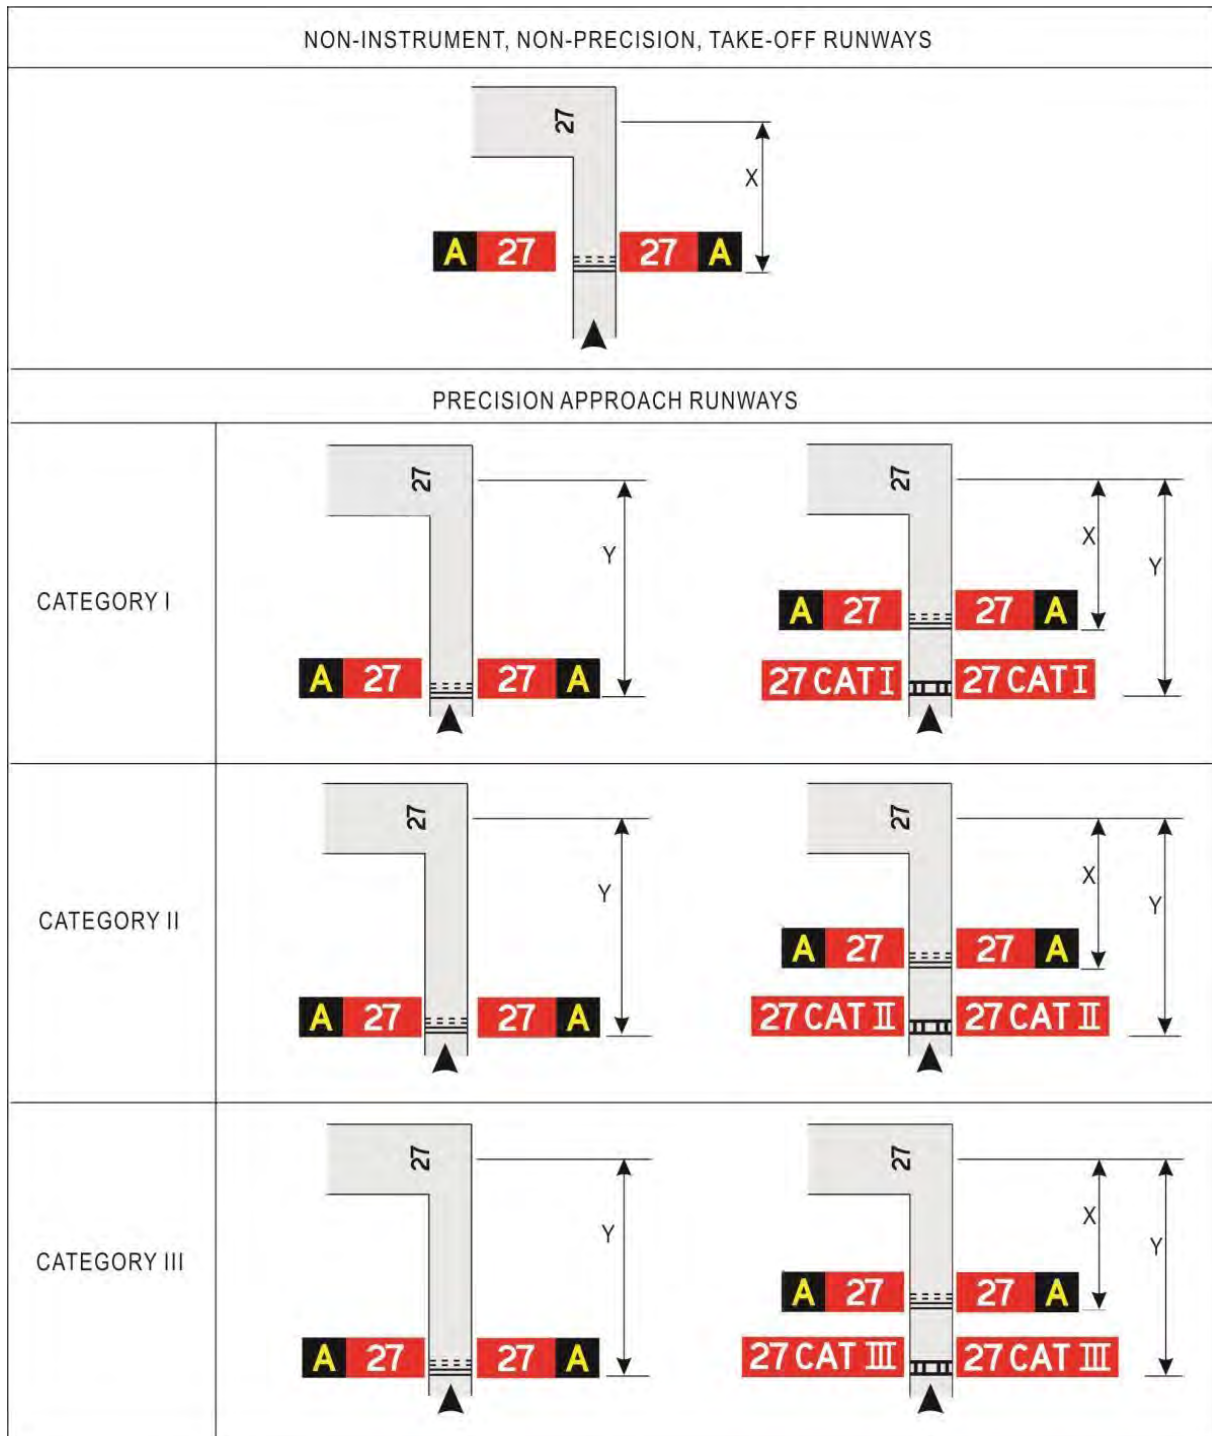 NON-INSTRUMENT, NON-PRECISION, TAKE-OFF RUNWAYS
27
X
A 27 27 A
PRECISION APPROACH RUNWAYS
CATEGORY I
27
Y
A 27 27 A
27
X
Y
A 27 27 A
27 CAT I 27 CAT I
CATEGORY II
27
Y
A 27 27 A
27
X
Y
A 27 27 A
27 CAT II 27 CAT II
CATEGORY III
27
Y
A 27 27 A
27
X
Y
A 27 27 A
27 CAT III 27 CAT III